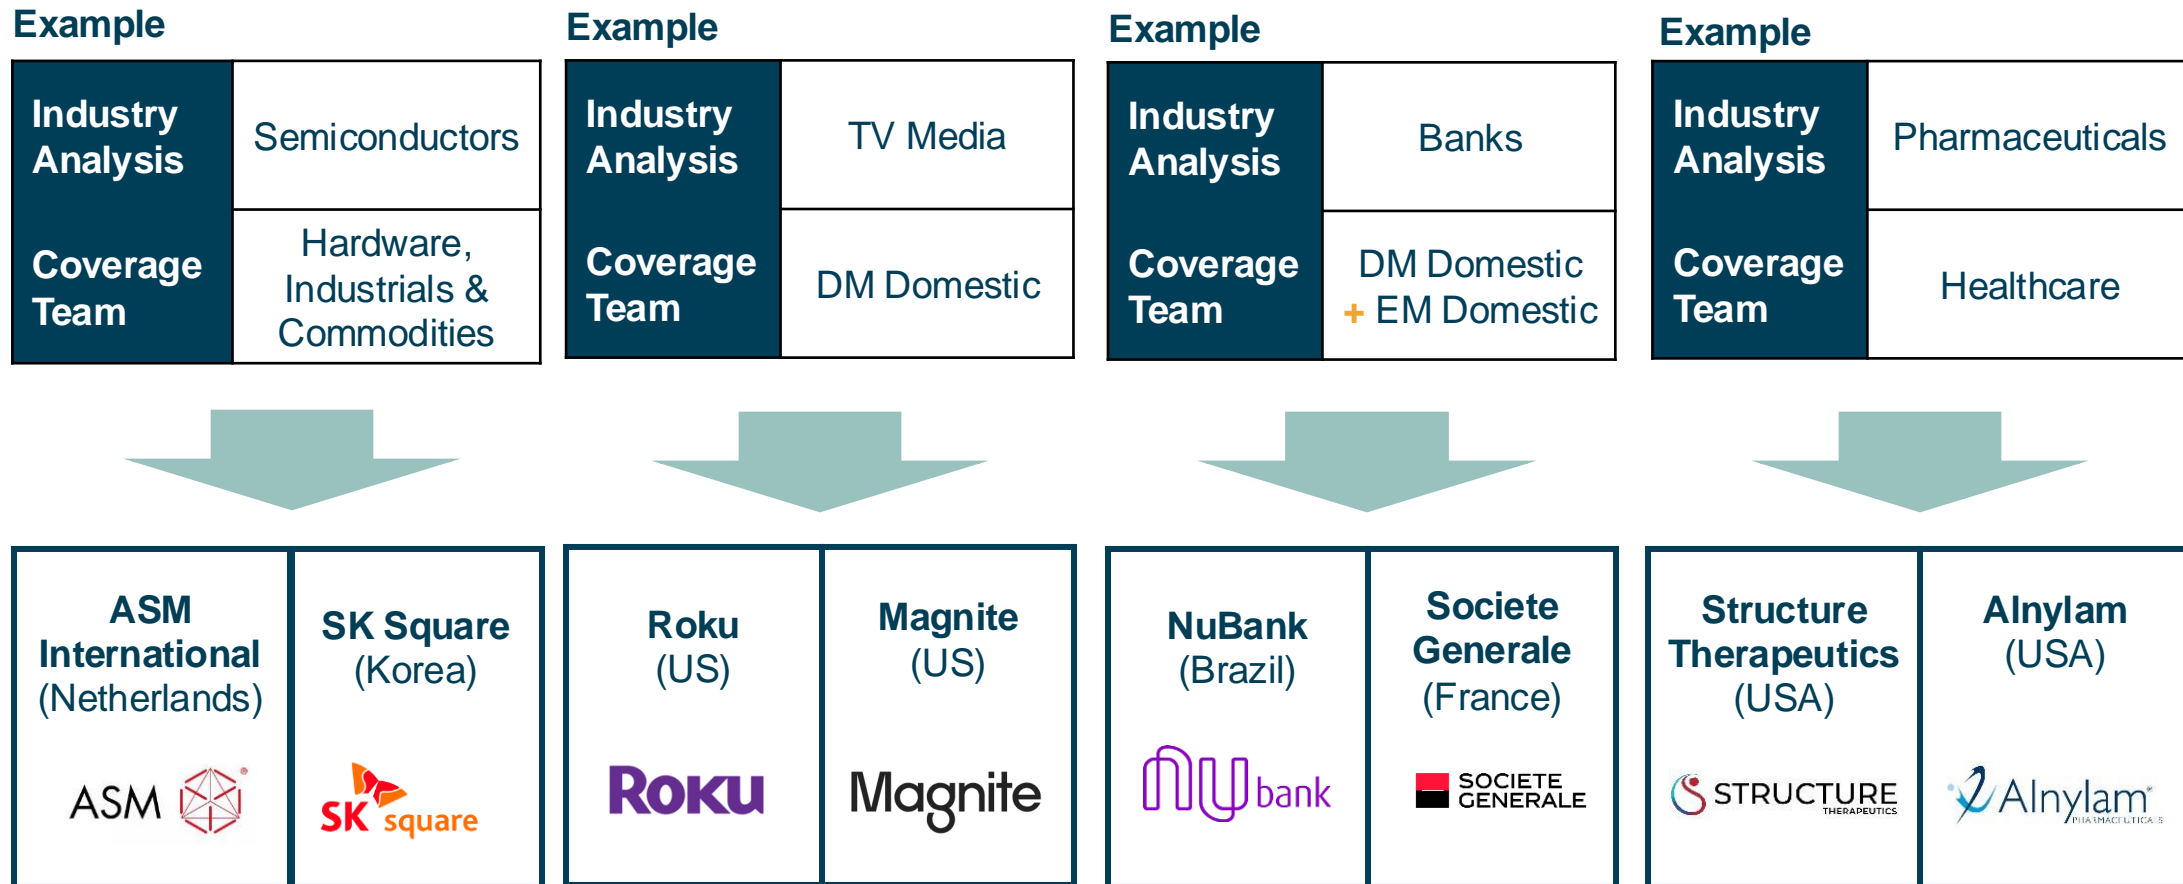 Example
Industry
Analysis
Semiconductors
Coverage
Team
Hardware,
Industrials &
Commodities
ASM
International
(Netherlands)
ASM
®
SK Square
(Korea)
SK square
Example
Industry
Analysis
TV Media
Coverage
Team
DM Domestic
Roku
(US)
Roku
Magnite
(US)
Magnite
Example
Industry
Analysis
Banks
Coverage
Team
DM Domestic
+ EM Domestic
NuBank
(Brazil)
nu bank
Societe
Generale
(France)
SOCIETE
GENERALE
Example
Industry
Analysis
Pharmaceuticals
Coverage
Team
Healthcare
Structure
Therapeutics
(USA)
STRUCTURE
THERAPEUTICS
Alnylam
(USA)
Alnylam
PHARMACEUTICALS